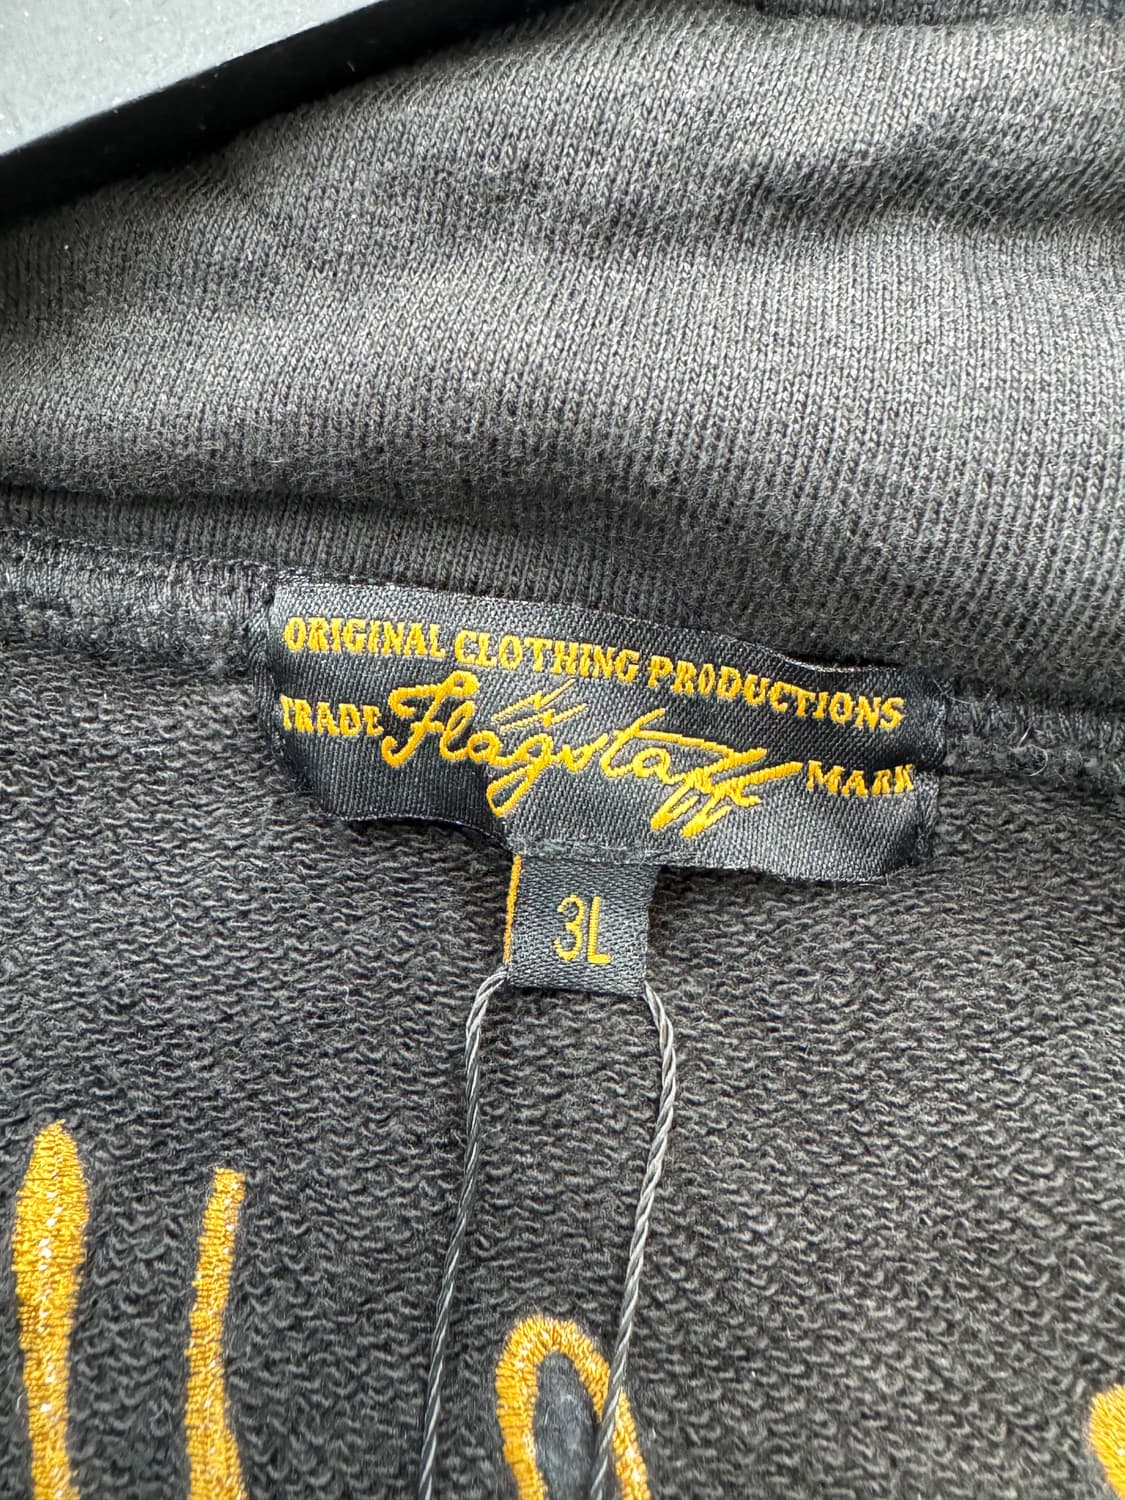 ORIGINAL CLOTHING PRODUCTIONS
TRADE Flagstaff MARK
3L